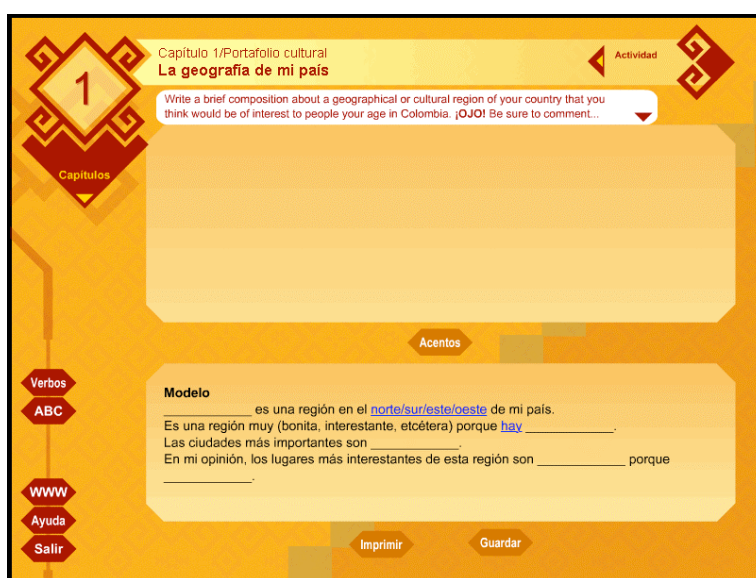 1
Capítulo 1/Portafolio cultural
La geografía de mi país
Actividad
Write a brief composition about a geographical or cultural region of your country that you
think would be of interest to people your age in Colombia. ¡OJO! Be sure to comment...
Capítulos
Acentos
Verbos
ABC
Modelo
____________ es una región en el norte/sur/este/oeste de mi país.
Es una región muy (bonita, interestante, etcétera) porque hay ____________.
Las ciudades más importantes son ____________.
En mi opinión, los lugares más interestantes de esta región son ____________ porque
____________.
WWW
Ayuda
Salir
Imprimir
Guardar